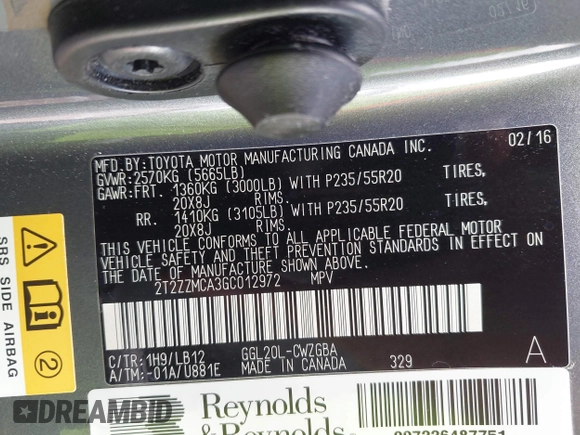 MFD.BY:TOYOTA MOTOR MANUFACTURING CANADA INC. 02/16
GVWR:2570KG (5665LB)
GAWR:FRT. 1360KG (3000LB) WITH P235/55R20 TIRES,
20X8J RIMS.
RR. 1410KG (3105LB) WITH P235/55R20 TIRES,
20X8J RIMS.
THIS VEHICLE CONFORMS TO ALL APPLICABLE FEDERAL MOTOR
VEHICLE SAFETY AND THEFT PREVENTION STANDARDS IN EFFECT ON
THE DATE OF MANUFACTURE SHOWN ABOVE.
2T2ZZMCA3GC012972 MPV
C/TR:1H9/LB12 GGL20L-CWZGBA
A/TM:-01A/U881E MADE IN CANADA 329 A
SRS SIDE AIRBAG
2
Reynolds
& Reynolds
DREAMBID